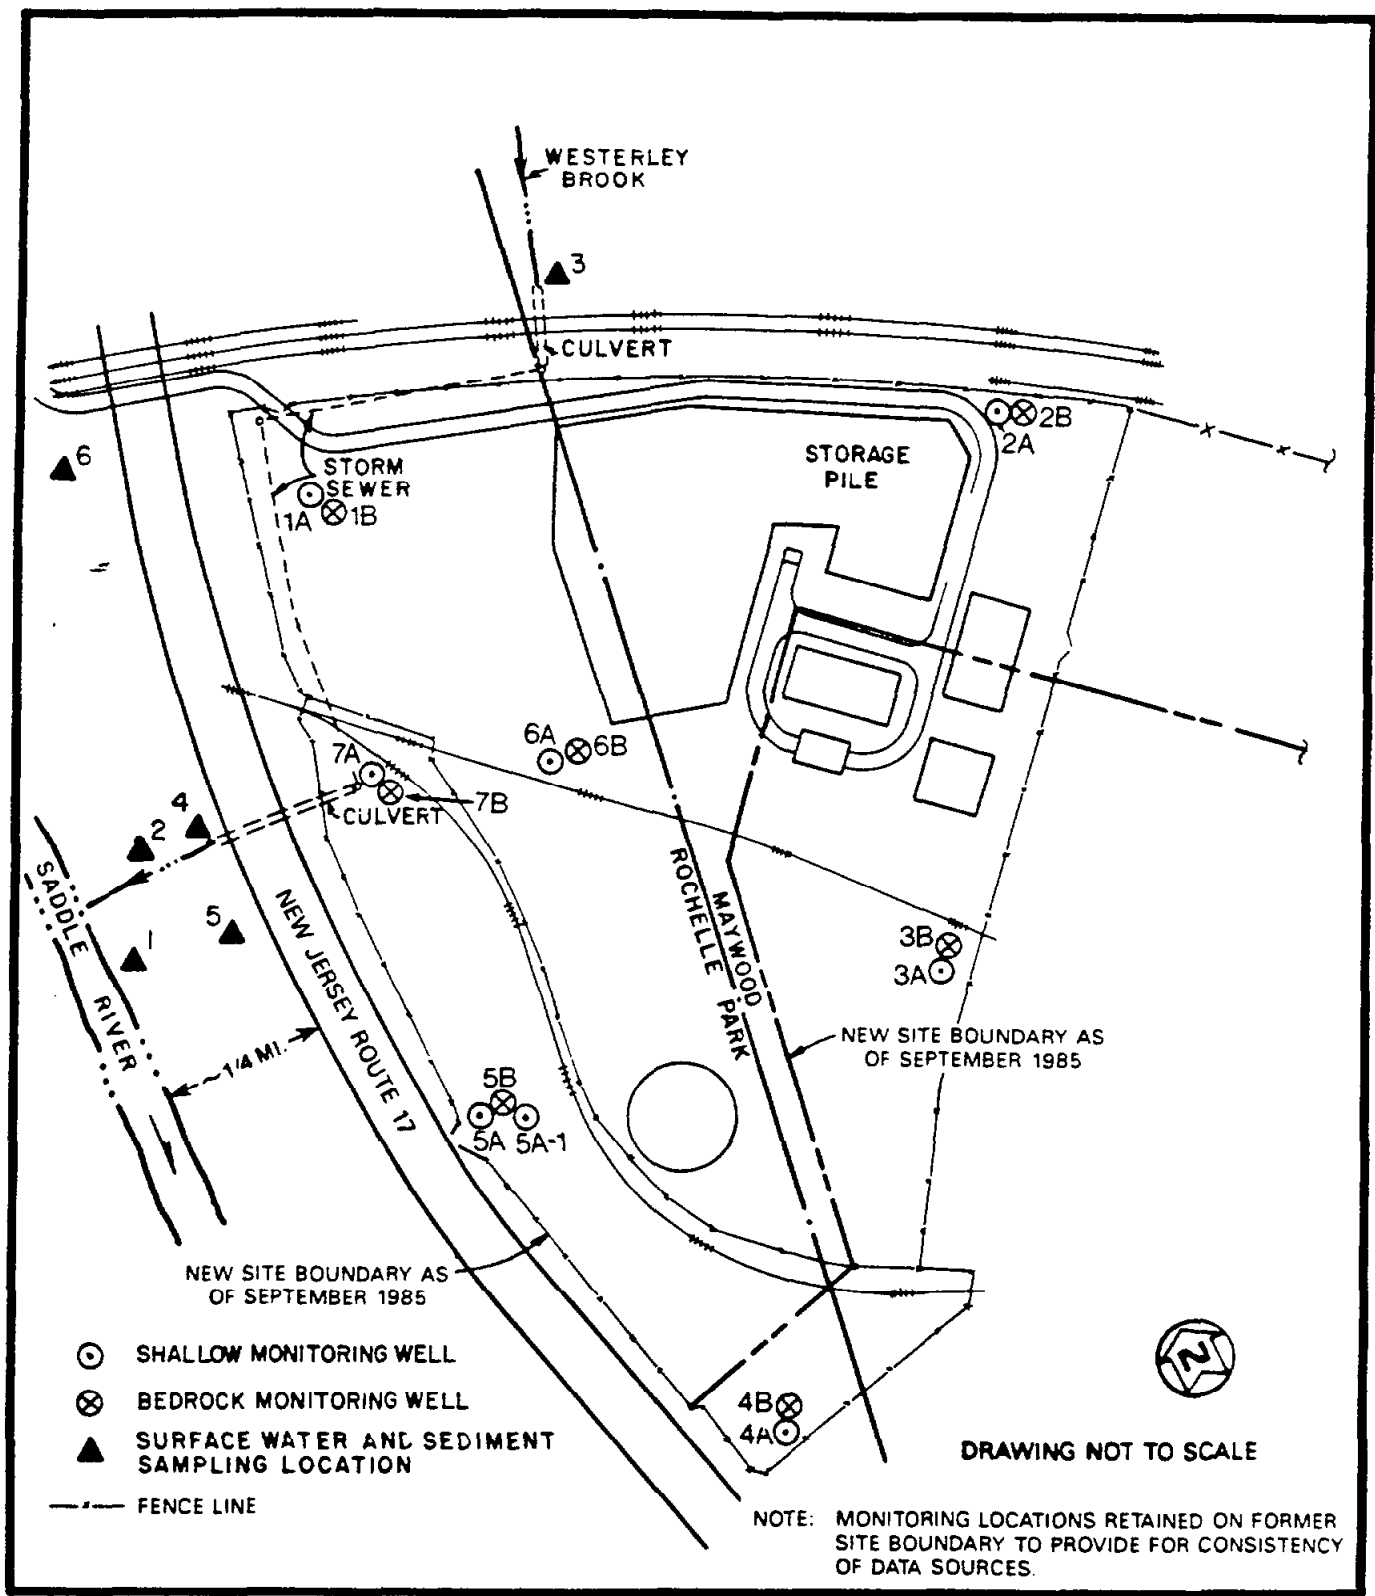 WESTERLEY
BROOK
3
CULVERT
2B
2A
STORAGE
PILE
6
STORM
SEWER
1A
1B
6A
6B
7A
7B
CULVERT
4
2
SADDLE
RIVER
5
1
NEW JERSEY ROUTE 17
~1/4 MI.
MAYWOOD
ROCHELLE PARK
3B
3A
NEW SITE BOUNDARY AS
OF SEPTEMBER 1985
5B
5A
5A-1
NEW SITE BOUNDARY AS
OF SEPTEMBER 1985
SHALLOW MONITORING WELL
BEDROCK MONITORING WELL
SURFACE WATER AND SEDIMENT
SAMPLING LOCATION
FENCE LINE
4B
4A
N
DRAWING NOT TO SCALE
NOTE: MONITORING LOCATIONS RETAINED ON FORMER
SITE BOUNDARY TO PROVIDE FOR CONSISTENCY
OF DATA SOURCES.